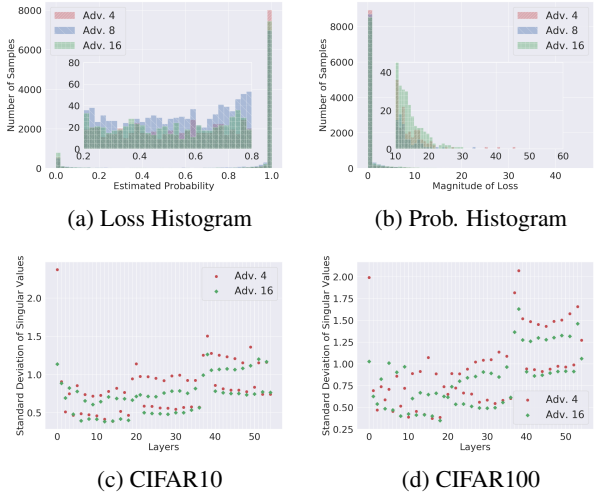 8000
6000
4000
2000
0
Number of Samples
Adv. 4
Adv. 8
Adv. 16
80
60
40
20
0
0.2 0.4 0.6 0.8
0.0 0.2 0.4 0.6 0.8 1.0
Estimated Probability
(a) Loss Histogram
8000
6000
4000
2000
0
Number of Samples
Adv. 4
Adv. 8
Adv. 16
40
20
0
10 20 30 40 50 60
0 10 20 30 40
Magnitude of Loss
(b) Prob. Histogram
Standard Deviation of Singular Values
2.0
1.5
1.0
0.5
Adv. 4
Adv. 16
0 10 20 30 40 50
Layers
(c) CIFAR10
Standard Deviation of Singular Values
2.00
1.75
1.50
1.25
1.00
0.75
0.50
0.25
Adv. 4
Adv. 16
0 10 20 30 40 50
Layers
(d) CIFAR100